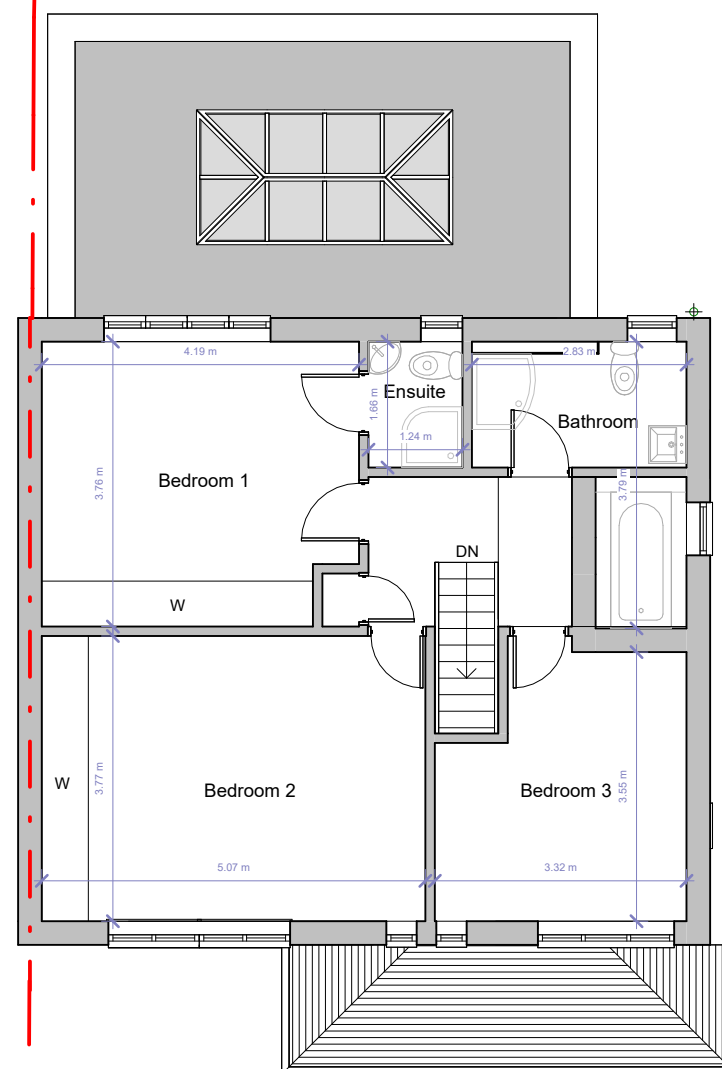 4.19 m
2.83 m
1.66 m
Ensuite
1.24 m
Bathroom
Bedroom 1
3.76 m
3.79 m
DN
W
W
3.77 m
Bedroom 2
Bedroom 3
3.55 m
5.07 m
3.32 m